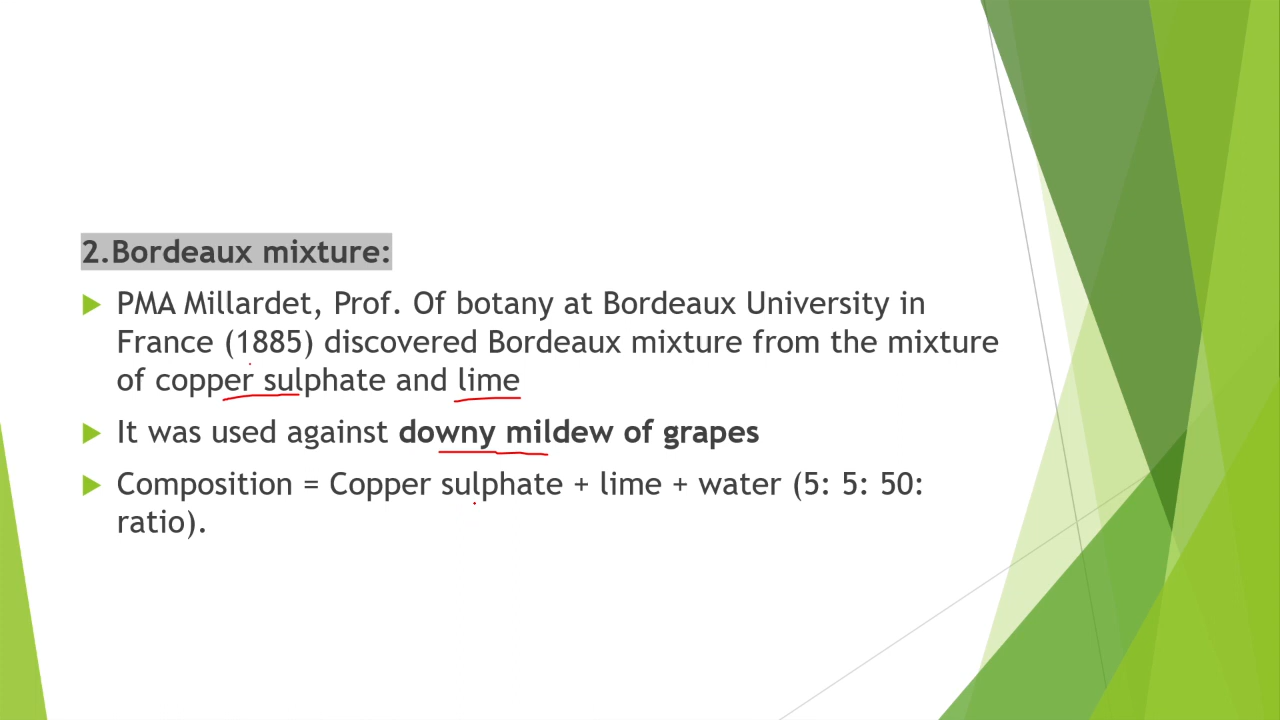 2.Bordeaux mixture:
PMA Millardet, Prof. Of botany at Bordeaux University in
France (1885) discovered Bordeaux mixture from the mixture
of copper sulphate and lime
It was used against downy mildew of grapes
Composition = Copper sulphate + lime + water (5: 5: 50:
ratio).